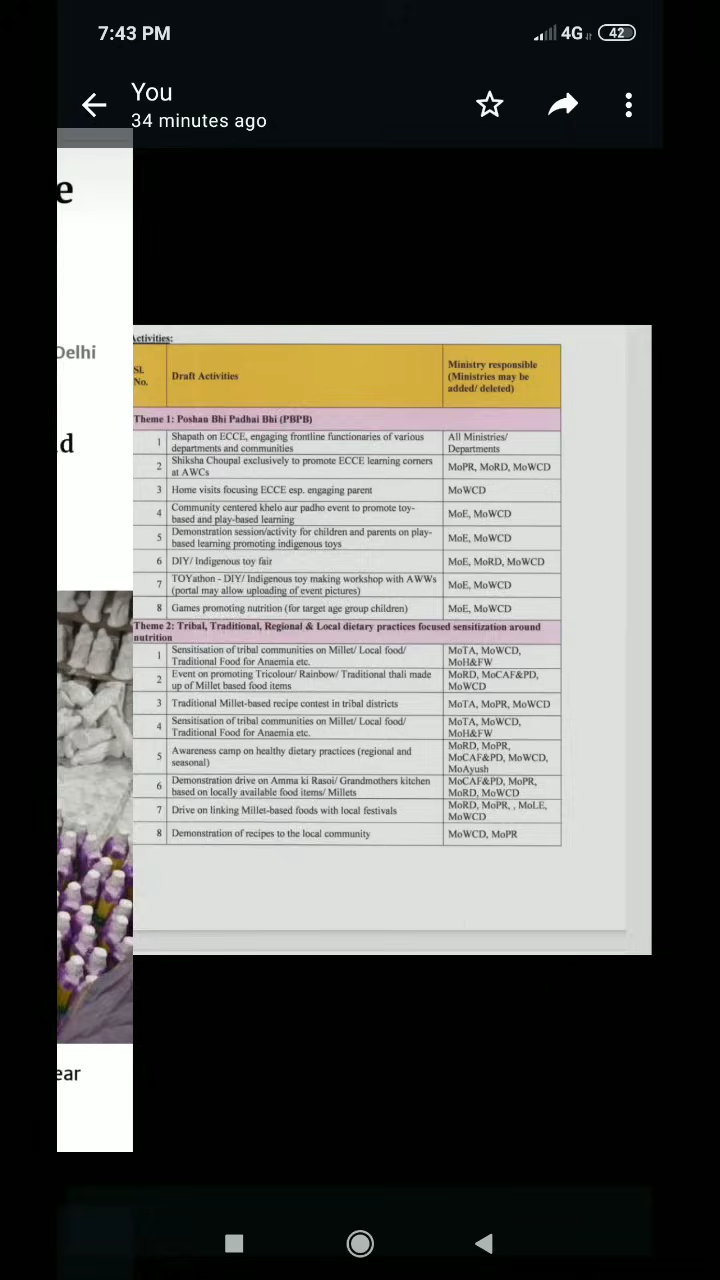 7:43 PM
4G
42
You
34 minutes ago
e
Delhi
d
ear
Activities:
Sl. No.
Draft Activities
Ministry responsible
(Ministries may be
added/ deleted)
Theme 1: Poshan Bhi Padhai Bhi (PBPB)
1 Shapath on ECCE, engaging frontline functionaries of various
departments and communities
All Ministries/
Departments
2 Shiksha Choupal exclusively to promote ECCE learning corners
at AWCs
MoPR, MoRD, MoWCD
3 Home visits focusing ECCE esp. engaging parent
MoWCD
4 Community centered khelo aur padho event to promote toy-
based and play-based learning
MoE, MoWCD
5 Demonstration session/activity for children and parents on play-
based learning promoting indigenous toys
MoE, MoWCD
6 DIY/ Indigenous toy fair
MoE, MoRD, MoWCD
7 TOYathon - DIY/ Indigenous toy making workshop with AWWs
(portal may allow uploading of event pictures)
MoE, MoWCD
8 Games promoting nutrition (for target age group children)
MoE, MoWCD
Theme 2: Tribal, Traditional, Regional & Local dietary practices focused sensitization around
nutrition
1 Sensitisation of tribal communities on Millet/ Local food/
Traditional Food for Anaemia etc.
MoTA, MoWCD,
MoH&FW
2 Event on promoting Tricolour/ Rainbow/ Traditional thali made
up of Millet based food items
MoRD, MoCAF&PD,
MoWCD
3 Traditional Millet-based recipe contest in tribal districts
MoTA, MoPR, MoWCD
4 Sensitisation of tribal communities on Millet/ Local food/
Traditional Food for Anaemia etc.
MoTA, MoWCD,
MoH&FW
5 Awareness camp on healthy dietary practices (regional and
seasonal)
MoRD, MoPR,
MoCAF&PD, MoWCD,
MoAyush
6 Demonstration drive on Amma ki Rasoi/ Grandmothers kitchen
based on locally available food items/ Millets
MoCAF&PD, MoPR,
MoRD, MoWCD
7 Drive on linking Millet-based foods with local festivals
MoRD, MoPR, , MoLE,
MoWCD
8 Demonstration of recipes to the local community
MoWCD, MoPR